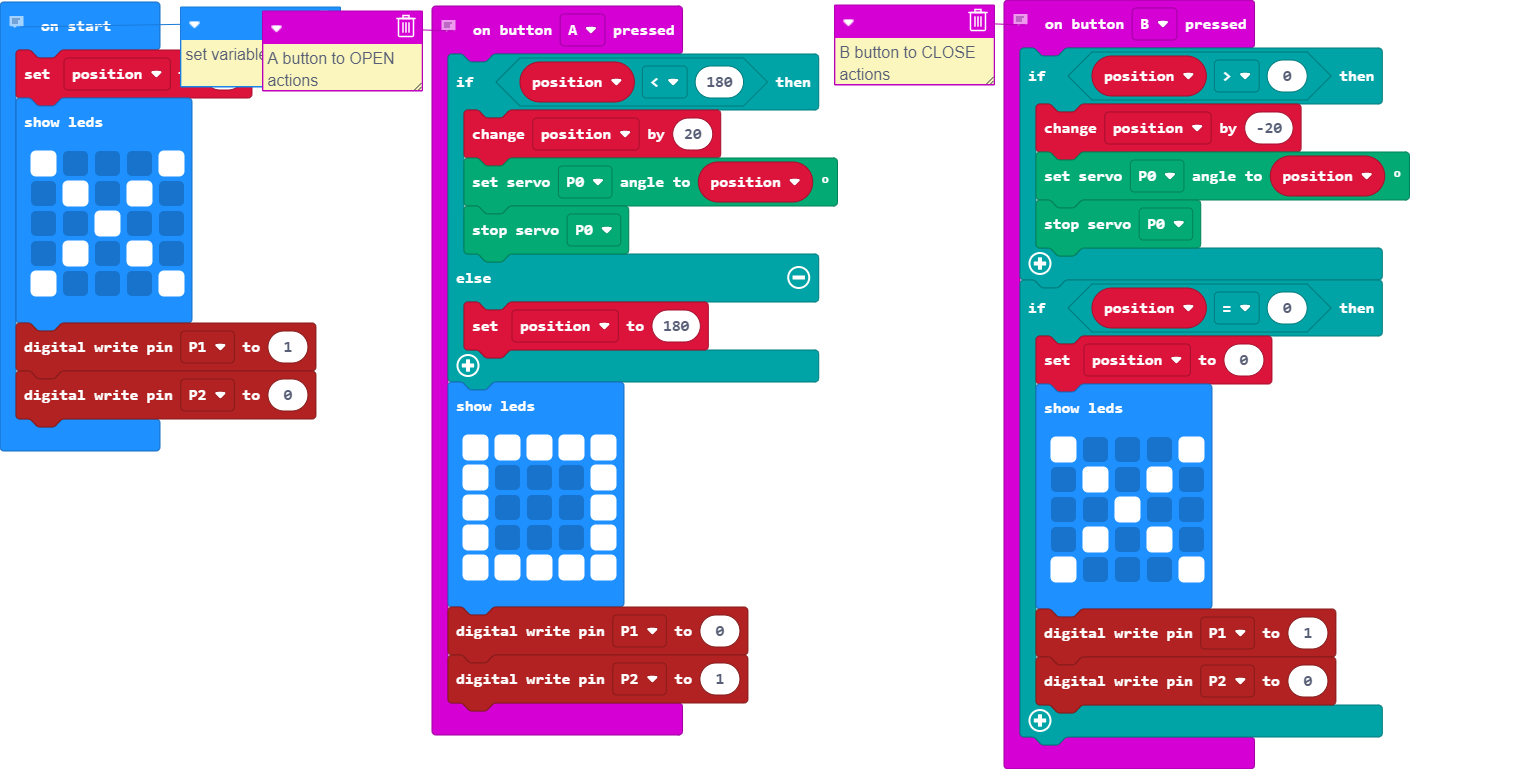 on start
set position
show leds
digital write pin P1 to 1
digital write pin P2 to 0
set variable
A button to OPEN
actions
on button A pressed
if position < 180 then
change position by 20
set servo P0 angle to position °
stop servo P0
else
set position to 180
show leds
digital write pin P1 to 0
digital write pin P2 to 1
B button to CLOSE
actions
on button B pressed
if position > 0 then
change position by -20
set servo P0 angle to position °
stop servo P0
if position = 0 then
set position to 0
show leds
digital write pin P1 to 1
digital write pin P2 to 0